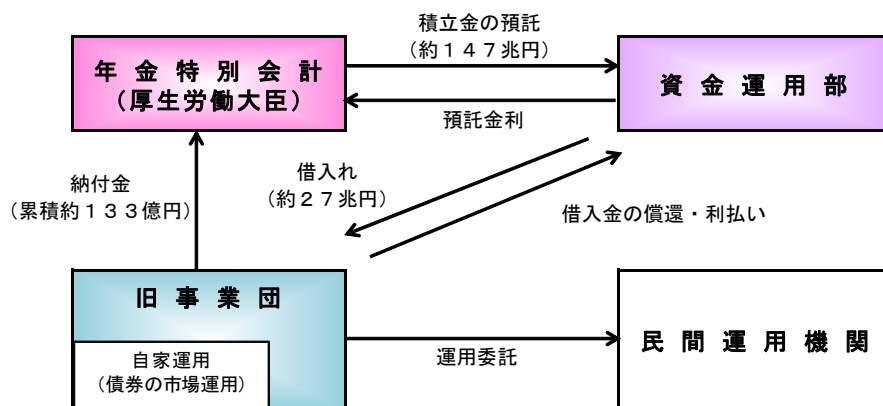 積立金の預託
（約１４７兆円）
年金特別会計
（厚生労働大臣）
資金運用部
預託金利
借入れ
（約２７兆円）
納付金
（累積約１３３億円）
借入金の償還・利払い
旧事業団
自家運用
（債券の市場運用）
運用委託
民間運用機関